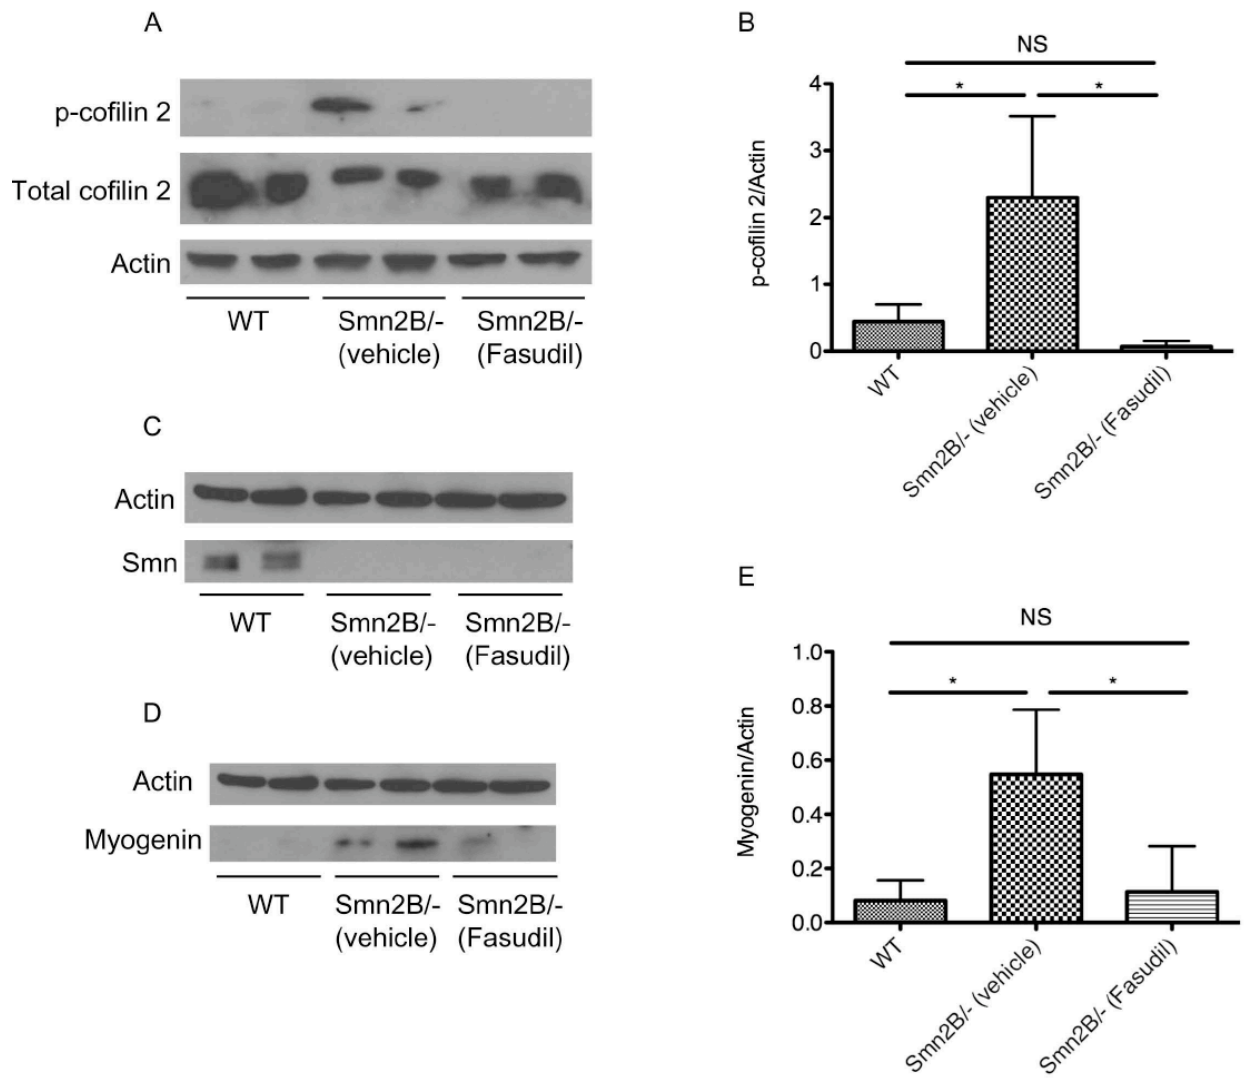 A
p-cofilin 2
Total cofilin 2
Actin
WT
Smn2B/-
(vehicle)
Smn2B/-
(Fasudil)
B
NS
*
*
4
3
2
1
0
p-cofilin 2/Actin
WT
Smn2B/- (vehicle)
Smn2B/- (Fasudil)
C
Actin
Smn
WT
Smn2B/-
(vehicle)
Smn2B/-
(Fasudil)
D
Actin
Myogenin
WT
Smn2B/-
(vehicle)
Smn2B/-
(Fasudil)
E
NS
*
*
1.0
0.8
0.6
0.4
0.2
0.0
Myogenin/Actin
WT
Smn2B/- (vehicle)
Smn2B/- (Fasudil)